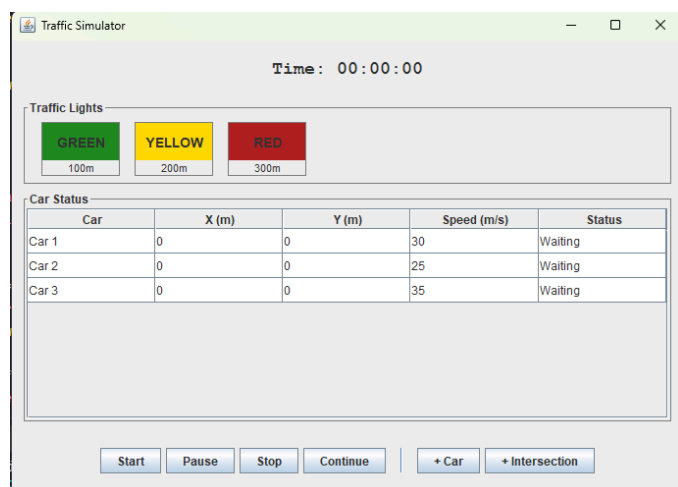 Traffic Simulator
Time: 00:00:00
Traffic Lights
GREEN YELLOW RED
100m 200m 300m
Car Status
Car X (m) Y (m) Speed (m/s) Status
Car 1 0 0 30 Waiting
Car 2 0 0 25 Waiting
Car 3 0 0 35 Waiting
Start Pause Stop Continue + Car + Intersection